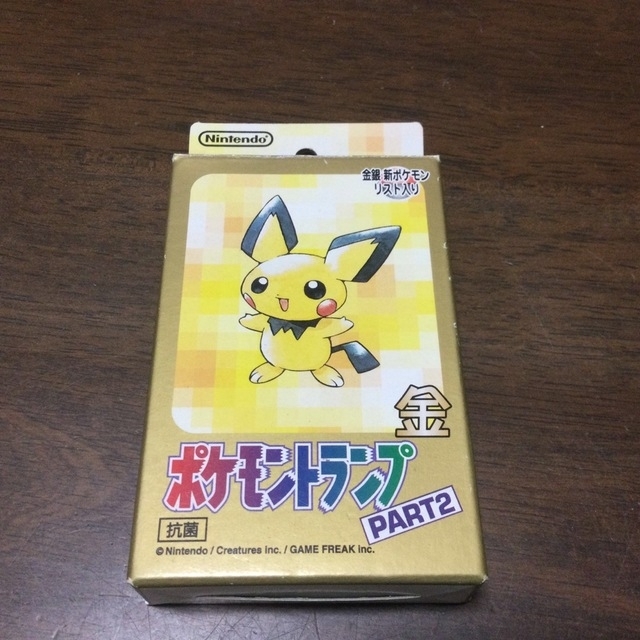 Nintendo
金銀 新ポケモン
リスト入り
金
ポケモントランプ
PART2
抗菌
©Nintendo / Creatures inc. / GAME FREAK inc.